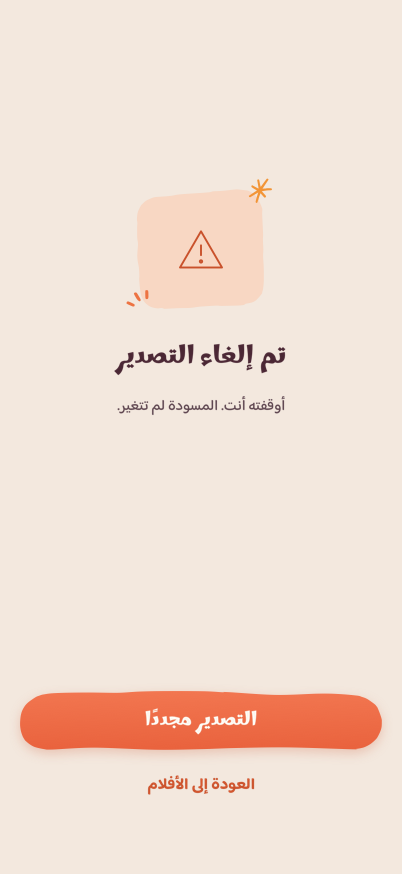 تم إلغاء التصدير
أوقفته أنت. المسودة لم تتغير.
التصدير مجددًا
العودة إلى الأفلام